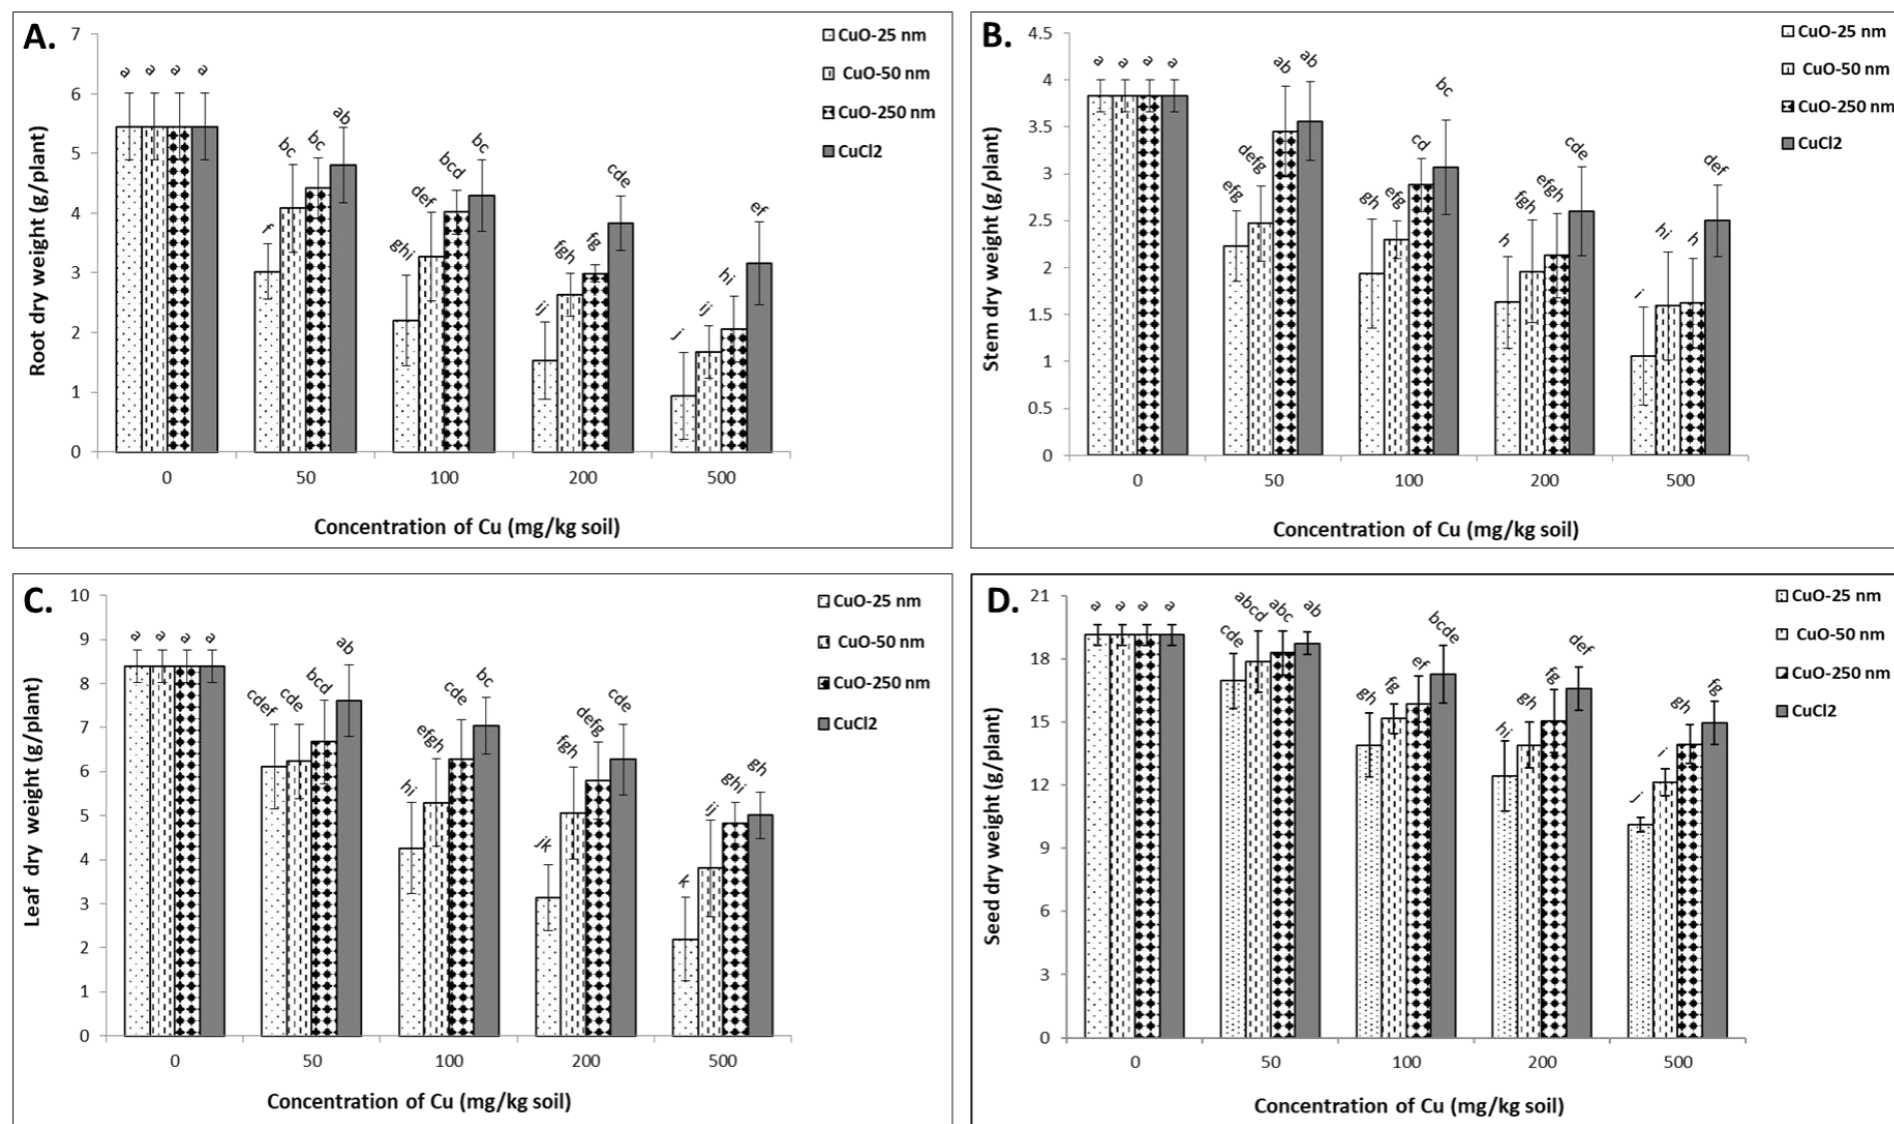 A.
CuO-25 nm
CuO-50 nm
CuO-250 nm
CuCl2
Root dry weight (g/plant)
7
6
5
4
3
2
1
0
a a a a
f bc bc ab
ghi def bcd bc
ij fgh fg cde
j ij hi ef
0 50 100 200 500
Concentration of Cu (mg/kg soil)
B.
CuO-25 nm
CuO-50 nm
CuO-250 nm
CuCl2
Stem dry weight (g/plant)
4.5
4
3.5
3
2.5
2
1.5
1
0.5
0
a a a a
efg defg ab ab
gh efg cd bc
h fgh efgh cde
i hi h def
0 50 100 200 500
Concentration of Cu (mg/kg soil)
C.
CuO-25 nm
CuO-50 nm
CuO-250 nm
CuCl2
Leaf dry weight (g/plant)
10
9
8
7
6
5
4
3
2
1
0
a a a a
cdef cde bcd ab
hi efgh cde bc
jk fgh defg cde
k ij ghi gh
0 50 100 200 500
Concentration of Cu (mg/kg soil)
D.
CuO-25 nm
CuO-50 nm
CuO-250 nm
CuCl2
Seed dry weight (g/plant)
21
18
15
12
9
6
3
0
a a a a
cde abcd abc ab
gh fg ef bcde
hi gh fg def
j i gh fg
0 50 100 200 500
Concentration of Cu (mg/kg soil)